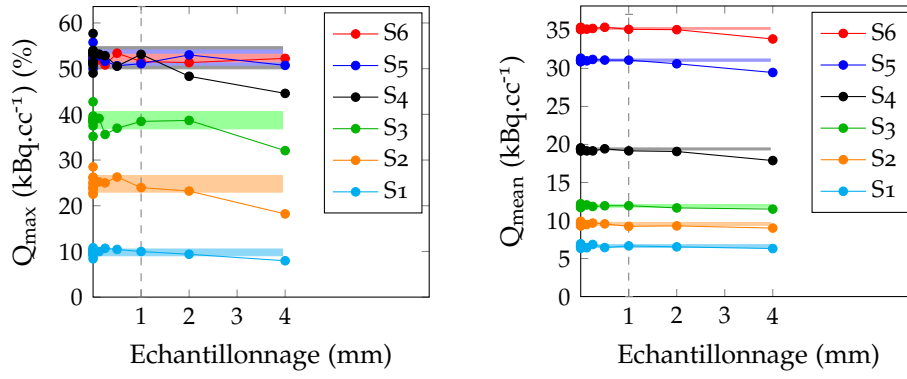 60
50
40
30
20
10
0
1
2
3
4
Echantillonnage (mm)
Qmax (kBq.cc⁻¹) (%)
S6
S5
S4
S3
S2
S1
35
30
25
20
15
10
5
0
1
2
3
4
Echantillonnage (mm)
Qmean (kBq.cc⁻¹)
S6
S5
S4
S3
S2
S1